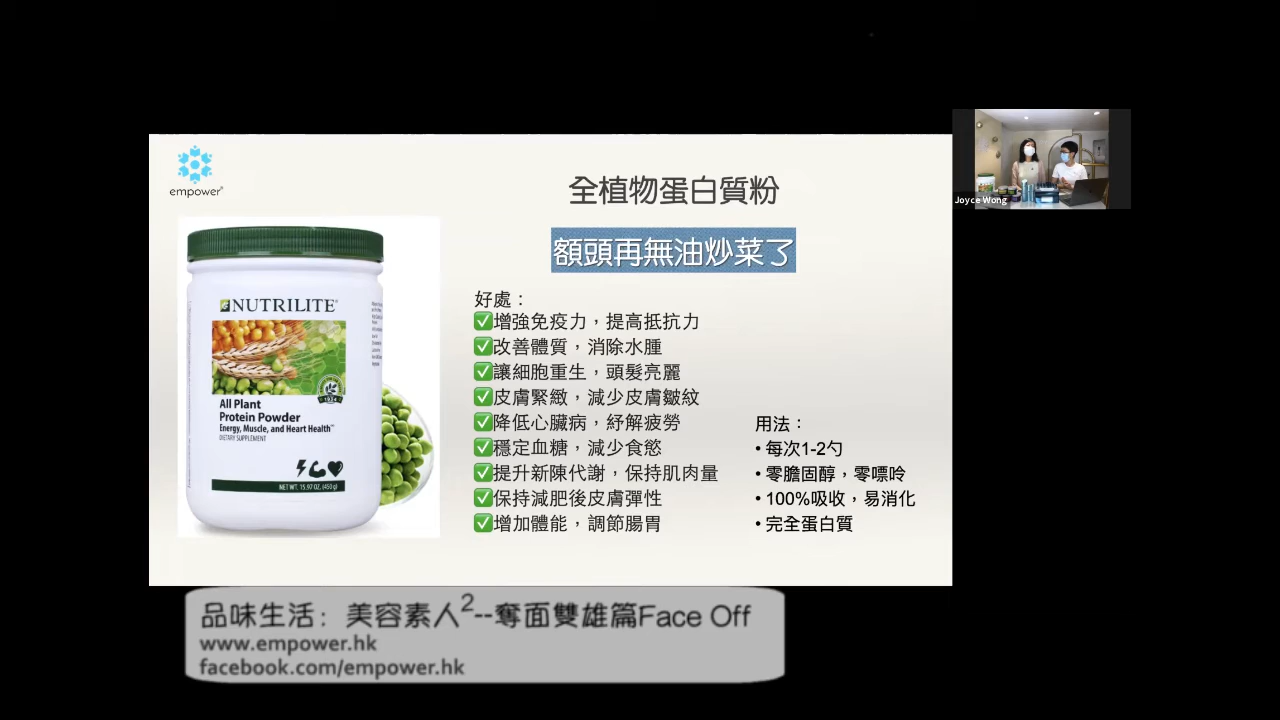 empower®
全植物蛋白質粉
額頭再無油炒菜了
NUTRILITE®
All Plant
Protein Powder
Energy, Muscle, and Heart Health™
DIETARY SUPPLEMENT
NET WT. 15.97 OZ. (450 g)
好處：
✅增強免疫力，提高抵抗力
✅改善體質，消除水腫
✅讓細胞重生，頭髮亮麗
✅皮膚緊緻，減少皮膚皺紋
✅降低心臟病，紓解疲勞
✅穩定血糖，減少食慾
✅提升新陳代謝，保持肌肉量
✅保持減肥後皮膚彈性
✅增加體能，調節腸胃
用法：
• 每次1-2勺
• 零膽固醇，零嘌呤
• 100%吸收，易消化
• 完全蛋白質
Joyce Wong
品味生活：美容素人2--奪面雙雄篇Face Off
www.empower.hk
facebook.com/empower.hk